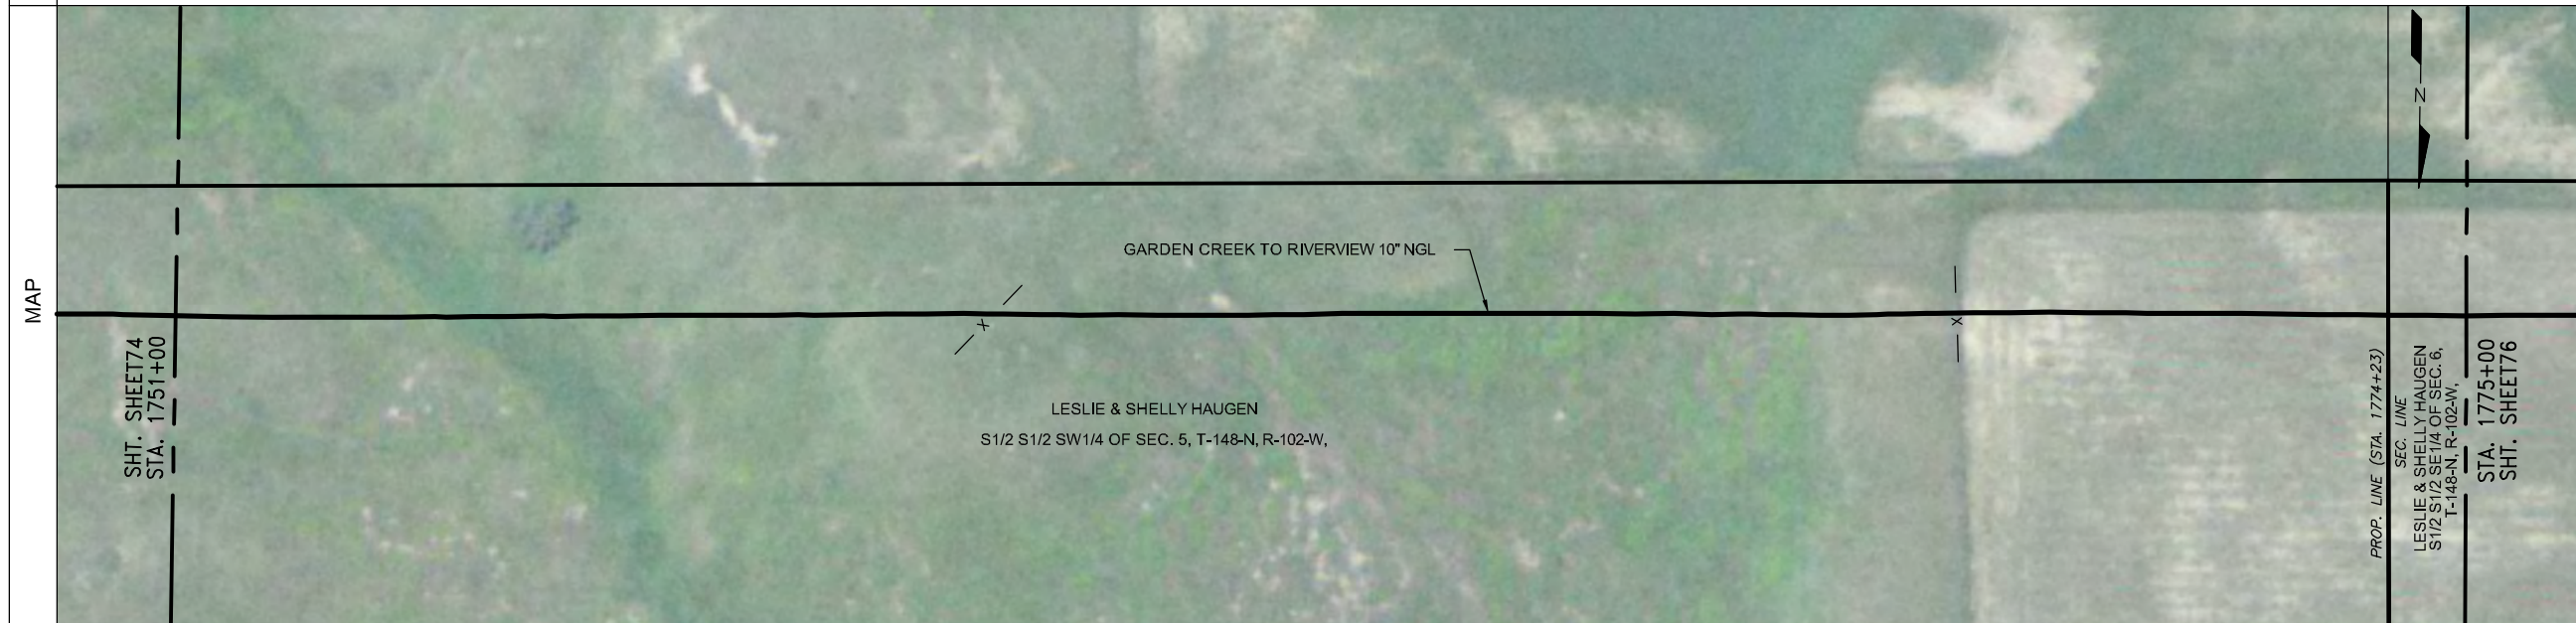 MAP
SHT. SHEET74
STA. 1751+00
GARDEN CREEK TO RIVERVIEW 10" NGL
X
LESLIE & SHELLY HAUGEN
S1/2 S1/2 SW1/4 OF SEC. 5, T-148-N, R-102-W,
X
PROP. LINE (STA. 1774+23)
SEC. LINE
LESLIE & SHELLY HAUGEN
S1/2 S1/2 SE1/4 OF SEC. 6,
T-148-N, R-102-W,
N
STA. 1775+00
SHT. SHEET76